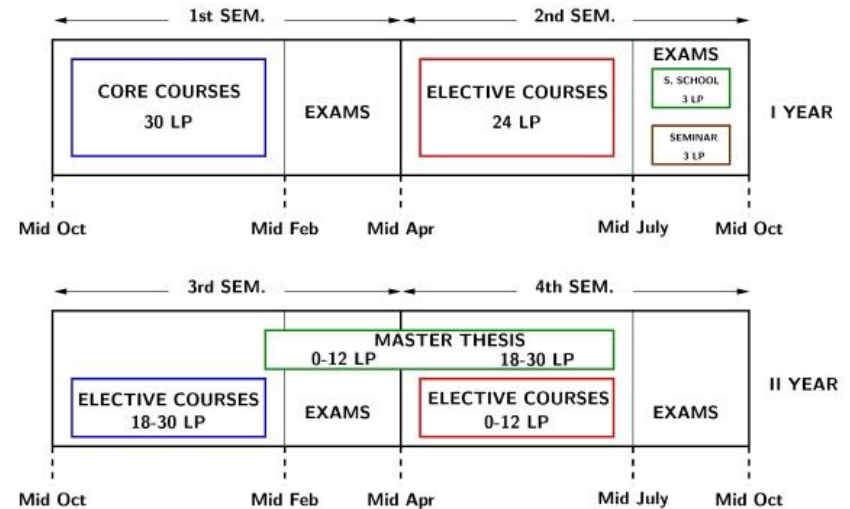 1st SEM.
2nd SEM.
CORE COURSES
30 LP
EXAMS
ELECTIVE COURSES
24 LP
EXAMS
S. SCHOOL
3 LP
SEMINAR
3 LP
I YEAR
Mid Oct
Mid Feb
Mid Apr
Mid July
Mid Oct
3rd SEM.
4th SEM.
MASTER THESIS
0-12 LP
18-30 LP
ELECTIVE COURSES
18-30 LP
EXAMS
ELECTIVE COURSES
0-12 LP
EXAMS
II YEAR
Mid Oct
Mid Feb
Mid Apr
Mid July
Mid Oct